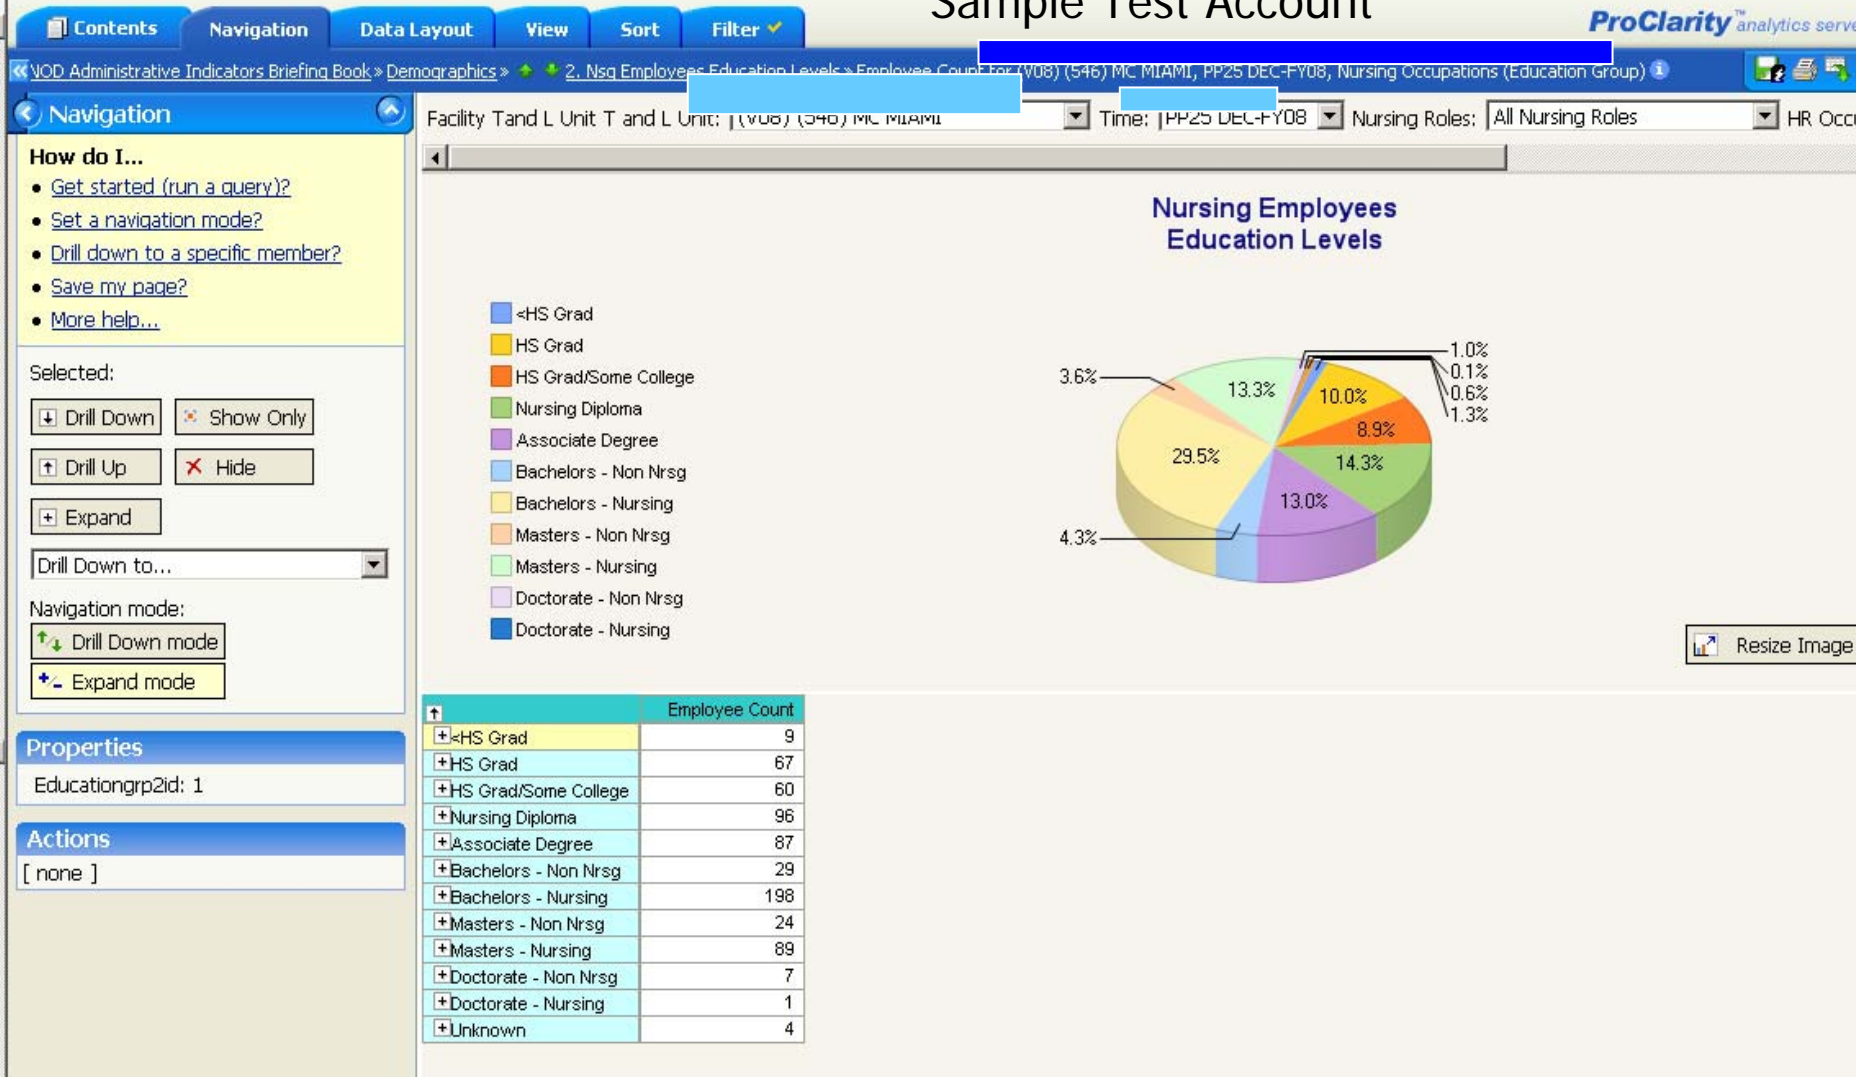 Sample Test Account
Contents Navigation Data Layout View Sort Filter
ProClarity™ analytics serve
NOD Administrative Indicators Briefing Book » Demographics » 2. Nsg Employees Education Levels » Employee Count for (V08) (546) MC MIAMI, PP25 DEC-FY08, Nursing Occupations (Education Group)
Navigation
Facility Tand L Unit T and L Unit: (V08) (546) MC MIAMI Time: PP25 DEC-FY08 Nursing Roles: All Nursing Roles HR Occu
How do I...
• Get started (run a query)?
• Set a navigation mode?
• Drill down to a specific member?
• Save my page?
• More help...
Selected:
Drill Down Show Only
Drill Up Hide
Expand
Drill Down to...
Navigation mode:
Drill Down mode
Expand mode
Properties
Educationgrp2id: 1
Actions
[ none ]
Nursing Employees
Education Levels
<HS Grad
HS Grad
HS Grad/Some College
Nursing Diploma
Associate Degree
Bachelors - Non Nrsg
Bachelors - Nursing
Masters - Non Nrsg
Masters - Nursing
Doctorate - Non Nrsg
Doctorate - Nursing
1.0%
0.1%
0.6%
1.3%
10.0%
8.9%
14.3%
13.0%
4.3%
29.5%
3.6%
13.3%
Resize Image
Employee Count
<HS Grad 9
HS Grad 67
HS Grad/Some College 60
Nursing Diploma 96
Associate Degree 87
Bachelors - Non Nrsg 29
Bachelors - Nursing 198
Masters - Non Nrsg 24
Masters - Nursing 89
Doctorate - Non Nrsg 7
Doctorate - Nursing 1
Unknown 4